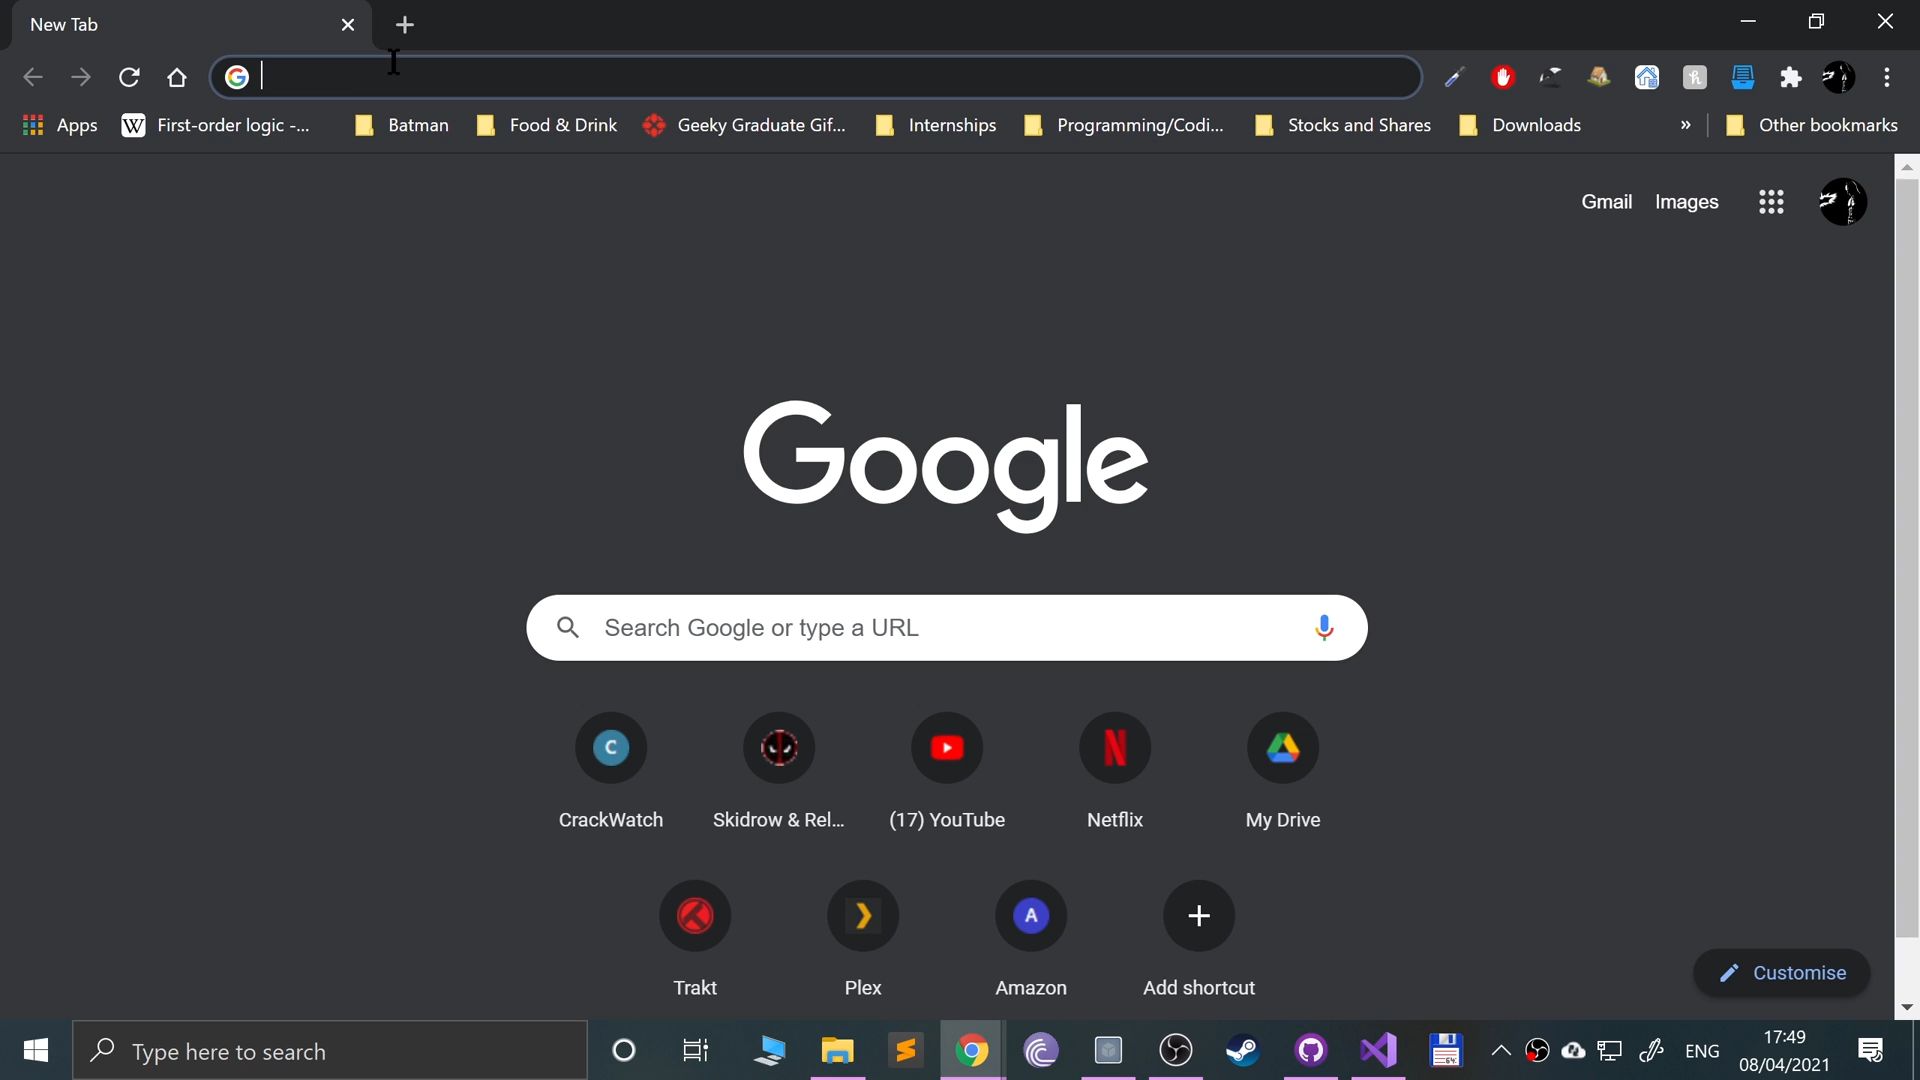 New Tab
Apps
W First-order logic -...
Batman
Food & Drink
Geeky Graduate Gif...
Internships
Programming/Codi...
Stocks and Shares
Downloads
»
Other bookmarks
Gmail
Images
Google
Search Google or type a URL
C
CrackWatch
Skidrow & Rel...
(17) YouTube
Netflix
My Drive
Trakt
Plex
A
Amazon
Add shortcut
Customise
Type here to search
64
ENG
17:49
08/04/2021